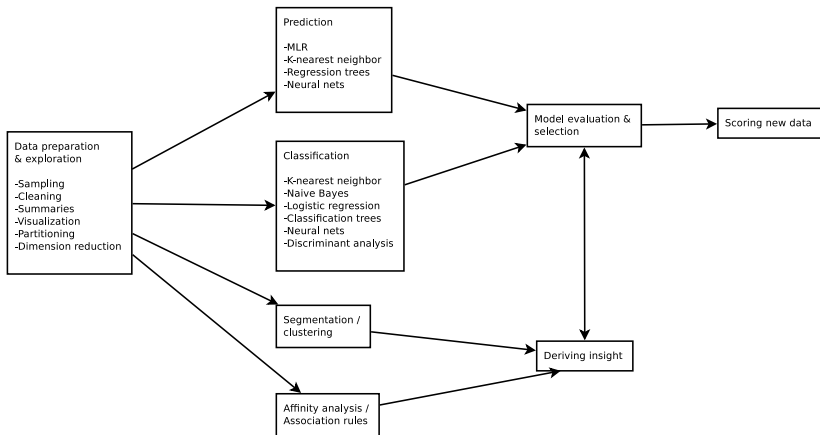 Data preparation
& exploration
-Sampling
-Cleaning
-Summaries
-Visualization
-Partitioning
-Dimension reduction
Prediction
-MLR
-K-nearest neighbor
-Regression trees
-Neural nets
Classification
-K-nearest neighbor
-Naive Bayes
-Logistic regression
-Classification trees
-Neural nets
-Discriminant analysis
Segmentation /
clustering
Affinity analysis /
Association rules
Model evaluation &
selection
Deriving insight
Scoring new data